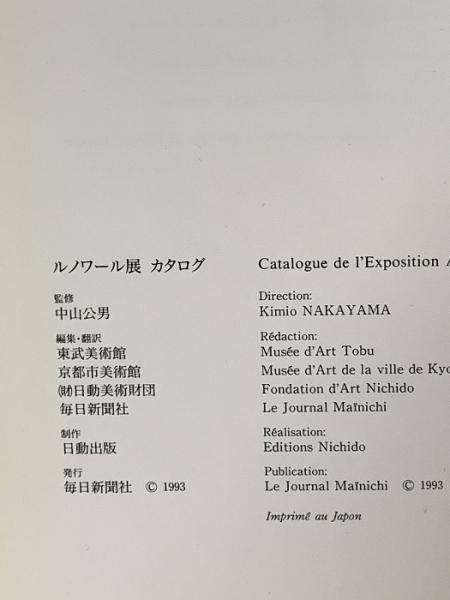 ルノワール展 カタログ
監修
中山公男
編集・翻訳
東武美術館
京都市美術館
(財)日動美術財団
毎日新聞社
制作
日動出版
発行
毎日新聞社 © 1993
Catalogue de l'Exposition
Direction:
Kimio NAKAYAMA
Rédaction:
Musée d'Art Tobu
Musée d'Art de la ville de
Fondation d'Art Nichido
Le Journal Maïnichi
Réalisation:
Editions Nichido
Publication:
Le Journal Maïnichi © 1993
Imprimé au Japon